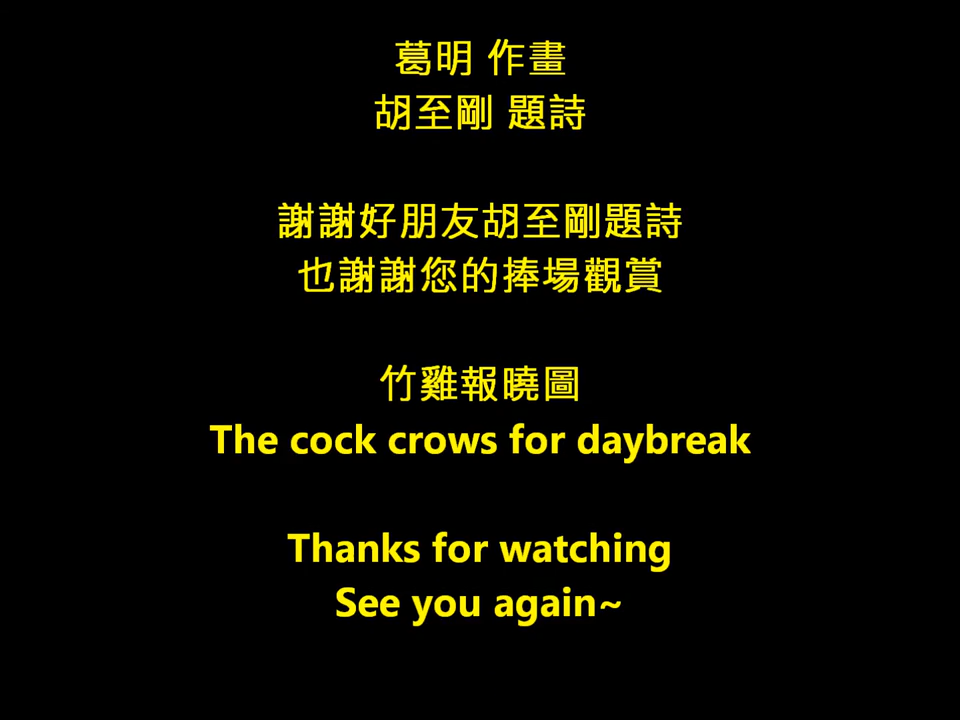 葛明 作畫
胡至剛 題詩
謝謝好朋友胡至剛題詩
也謝謝您的捧場觀賞
竹雞報曉圖
The cock crows for daybreak
Thanks for watching
See you again~